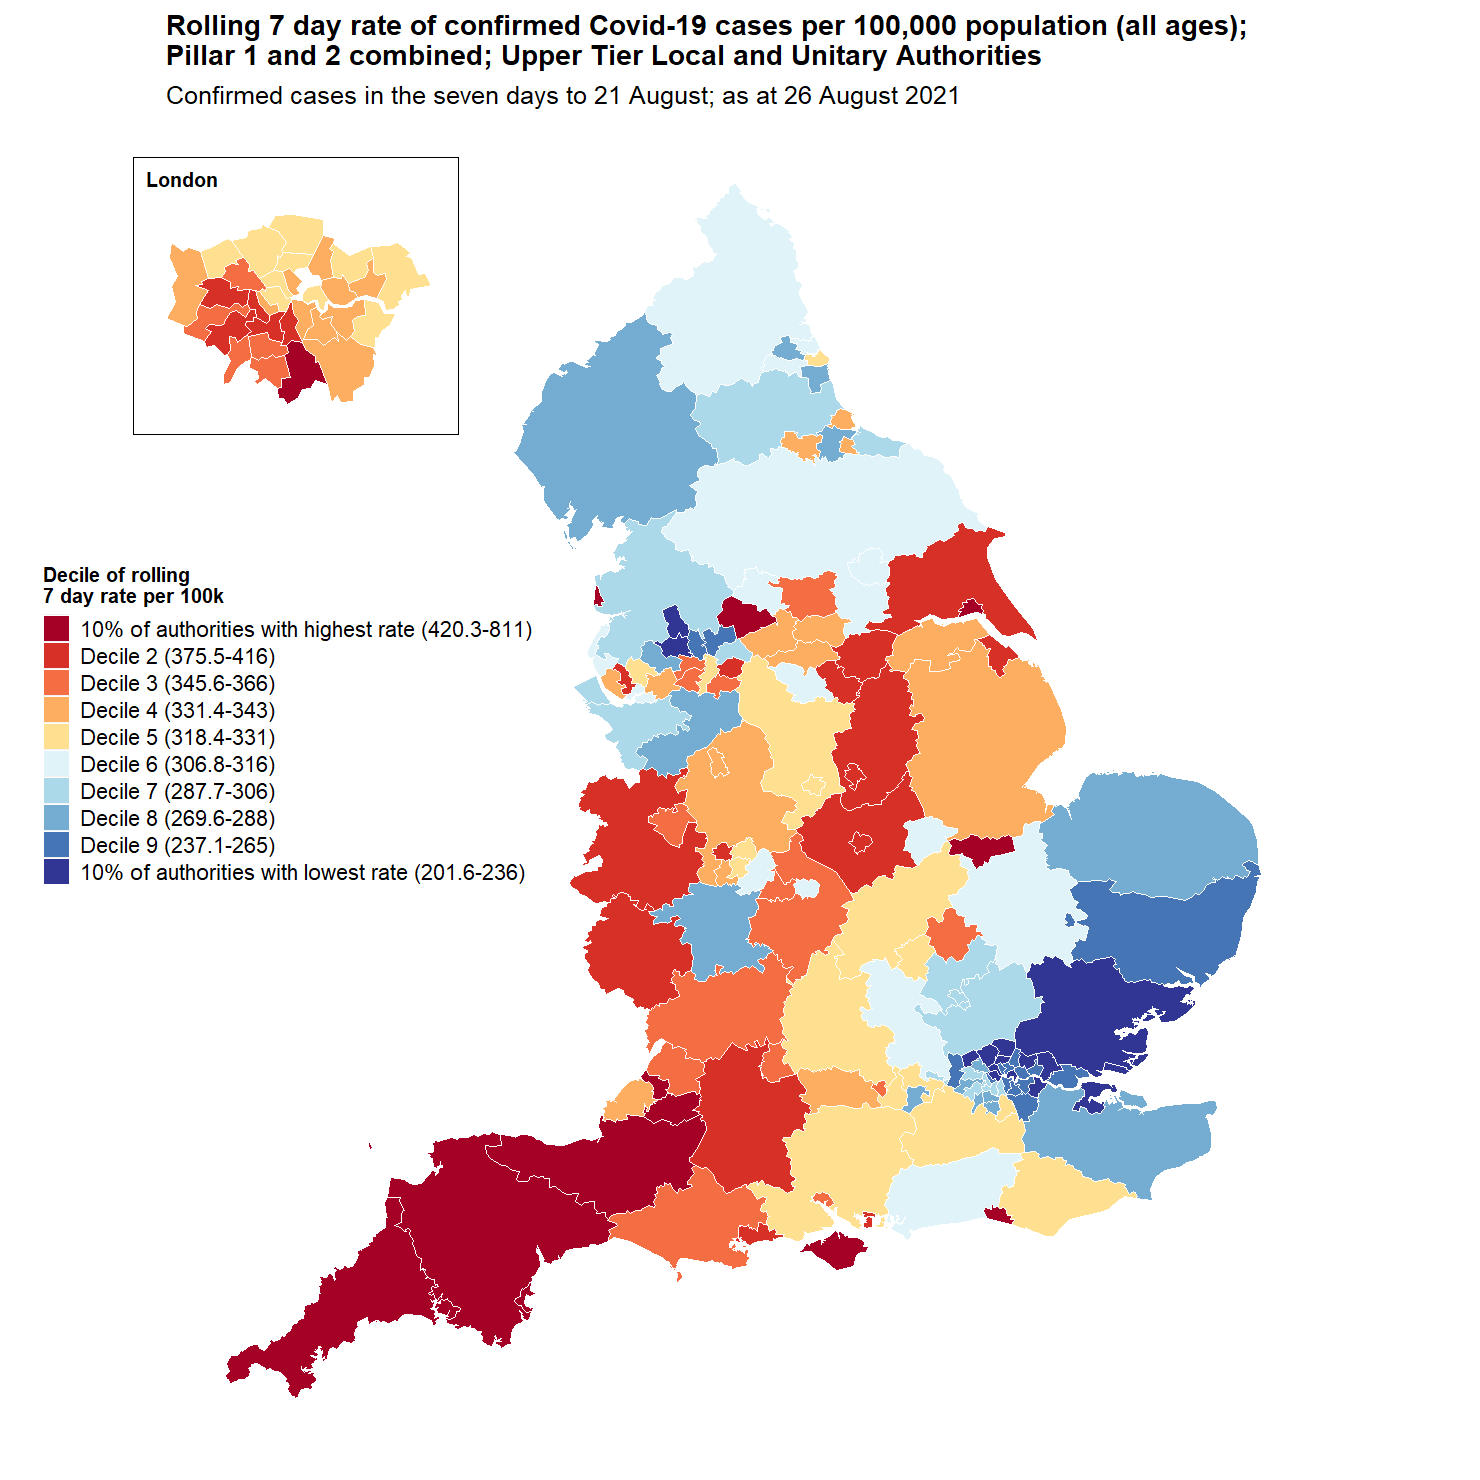 Rolling 7 day rate of confirmed Covid-19 cases per 100,000 population (all ages);
Pillar 1 and 2 combined; Upper Tier Local and Unitary Authorities
Confirmed cases in the seven days to 21 August; as at 26 August 2021
London
Decile of rolling
7 day rate per 100k
10% of authorities with highest rate (420.3-811)
Decile 2 (375.5-416)
Decile 3 (345.6-366)
Decile 4 (331.4-343)
Decile 5 (318.4-331)
Decile 6 (306.8-316)
Decile 7 (287.7-306)
Decile 8 (269.6-288)
Decile 9 (237.1-265)
10% of authorities with lowest rate (201.6-236)